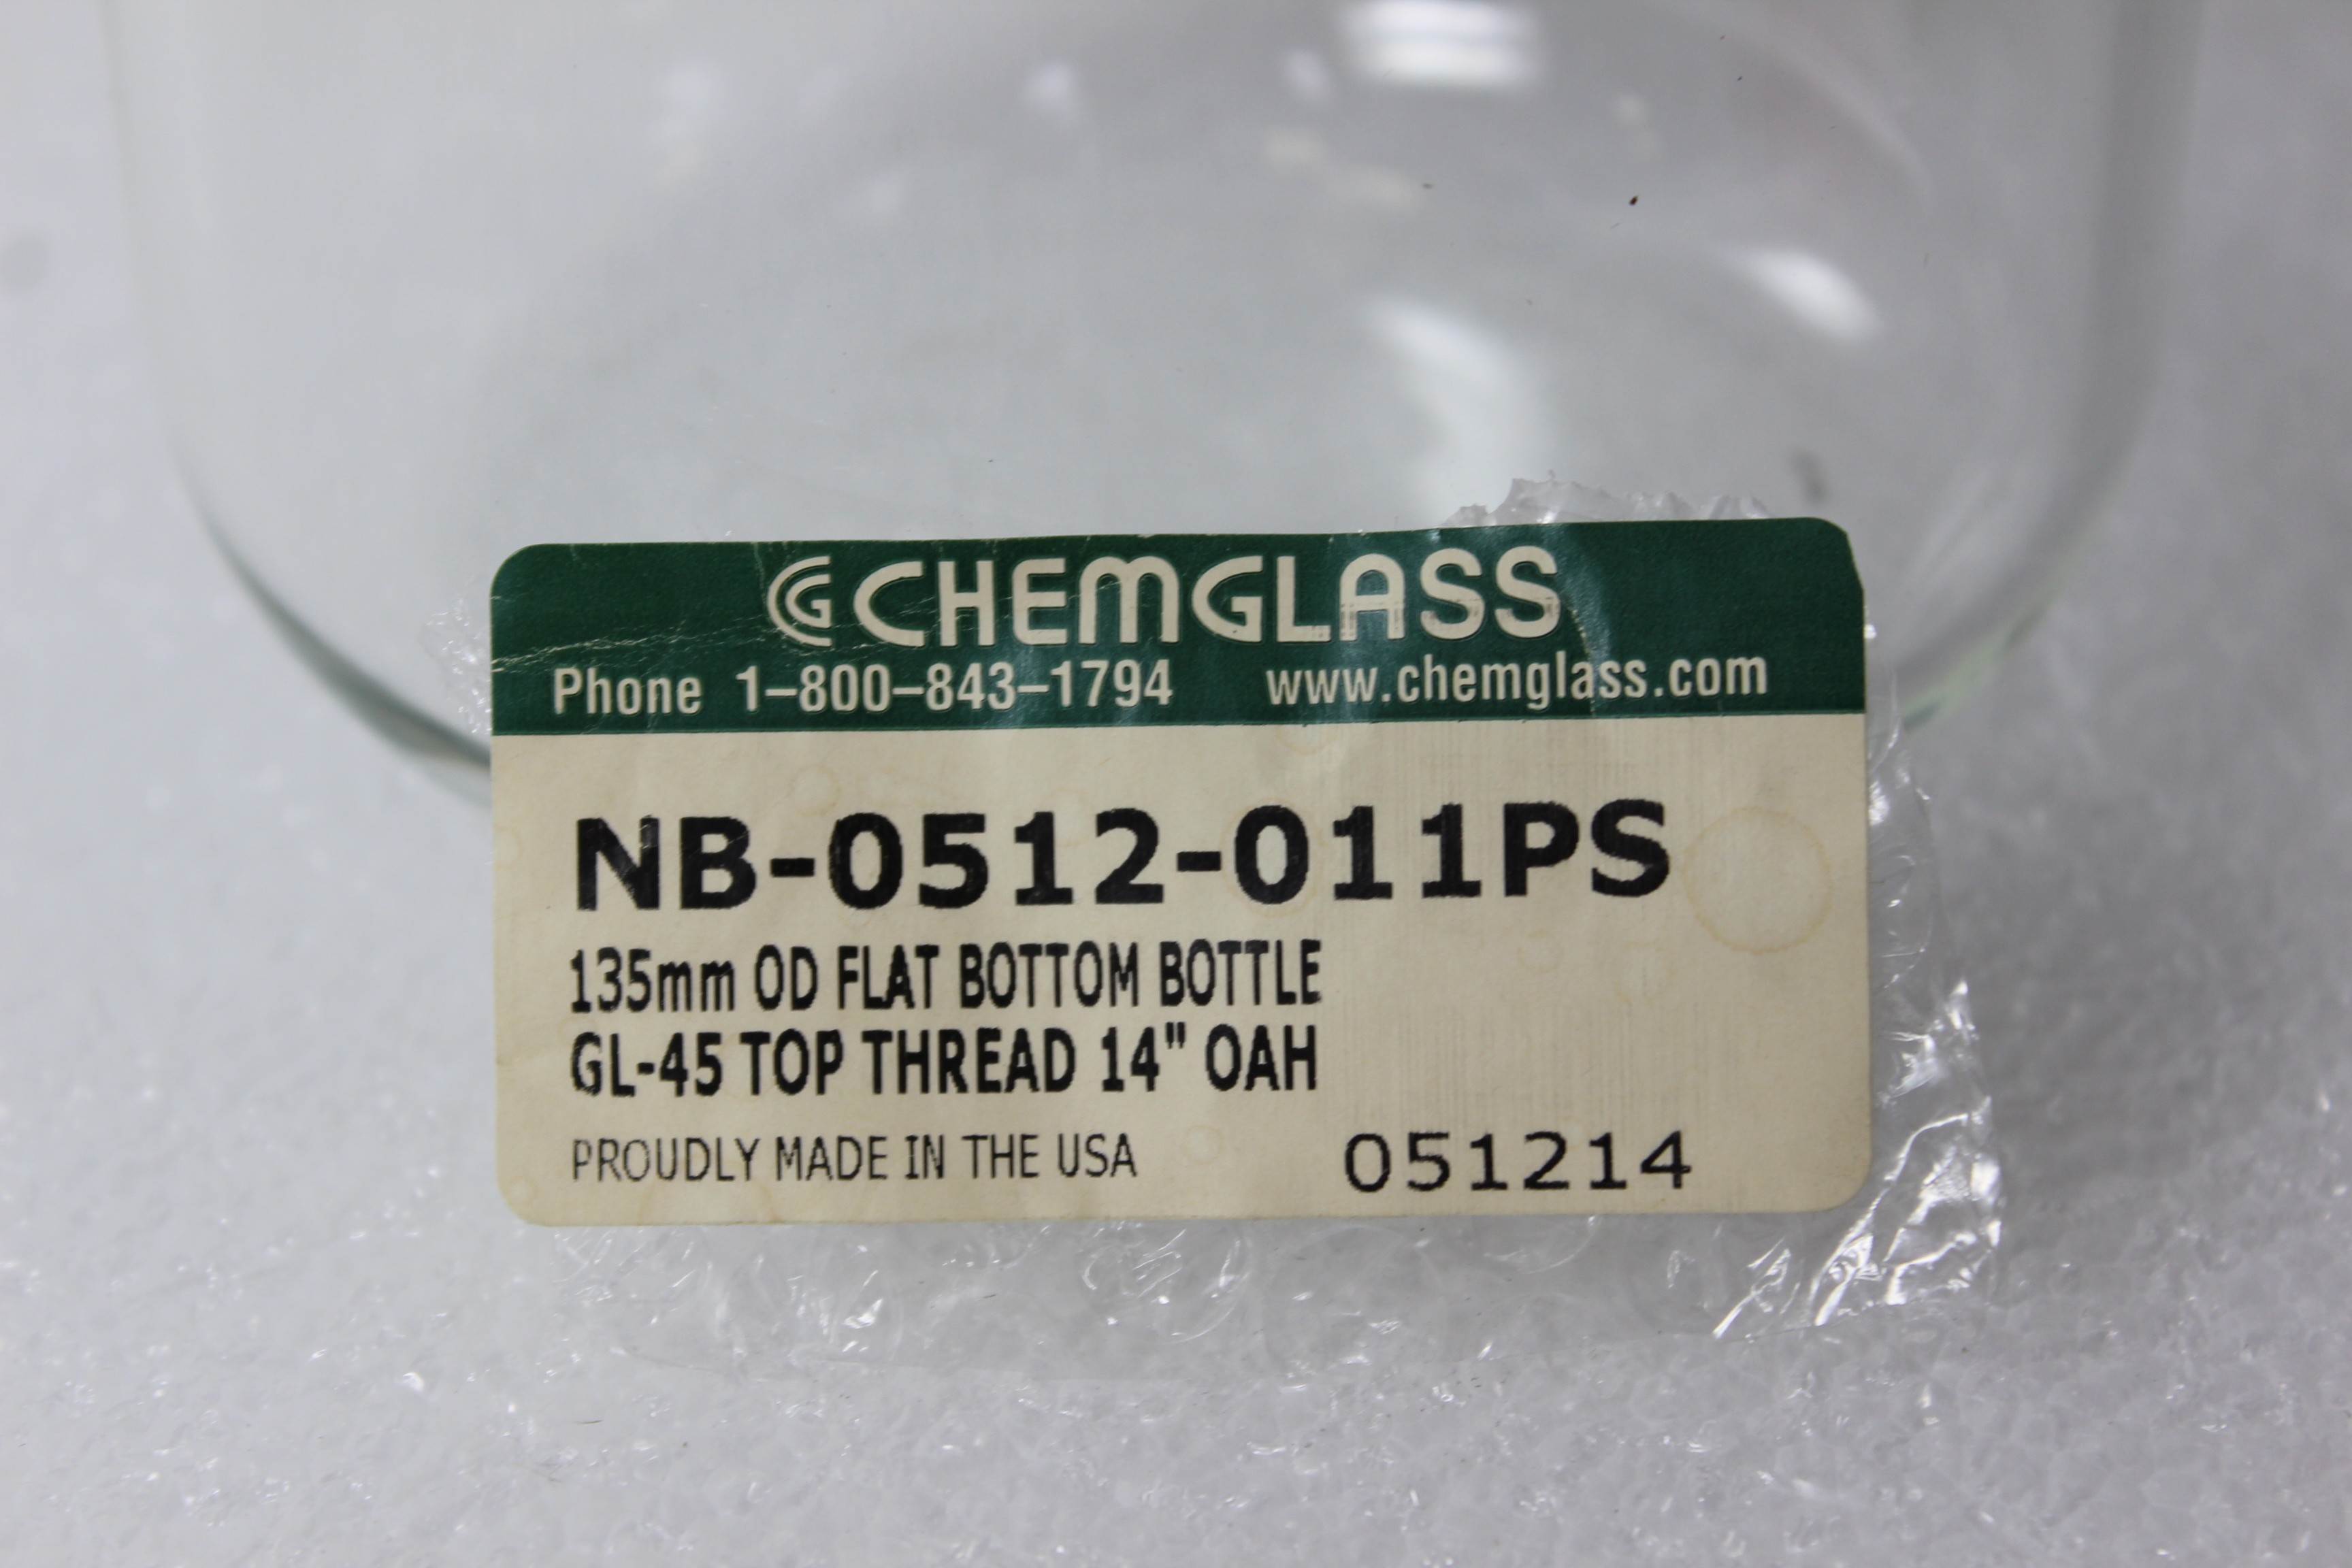 CG CHEMGLASS
Phone 1-800-843-1794 www.chemglass.com
NB-0512-011PS
135mm OD FLAT BOTTOM BOTTLE
GL-45 TOP THREAD 14" OAH
PROUDLY MADE IN THE USA 051214